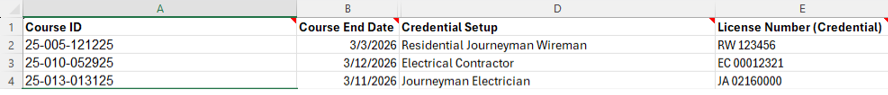 A B D E
1 Course ID Course End Date Credential Setup License Number (Credential)
2 25-005-121225 3/3/2026 Residential Journeyman Wireman RW 123456
3 25-010-052925 3/12/2026 Electrical Contractor EC 00012321
4 25-013-013125 3/11/2026 Journeyman Electrician JA 02160000